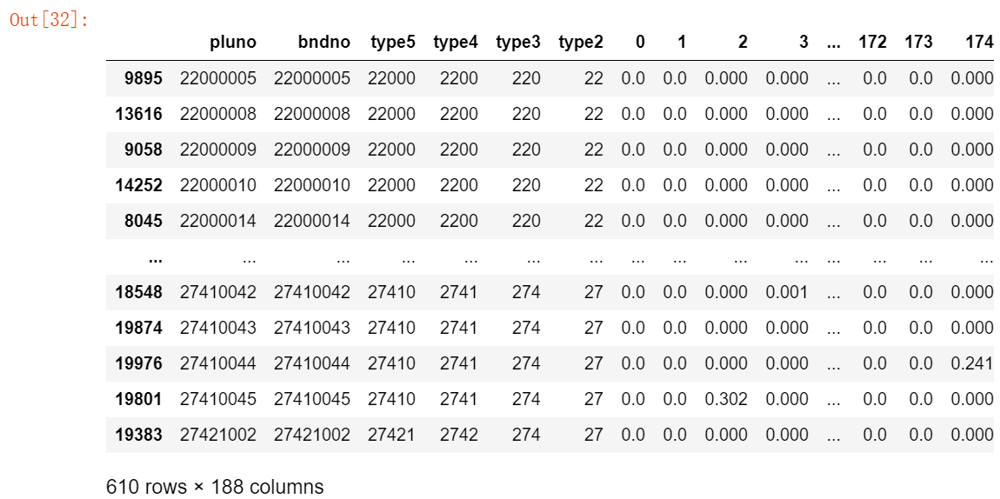 Out[32]:
pluno bndno type5 type4 type3 type2 0 1 2 3 ... 172 173 174
9895 22000005 22000005 22000 2200 220 22 0.0 0.0 0.000 0.000 ... 0.0 0.0 0.000
13616 22000008 22000008 22000 2200 220 22 0.0 0.0 0.000 0.000 ... 0.0 0.0 0.000
9058 22000009 22000009 22000 2200 220 22 0.0 0.0 0.000 0.000 ... 0.0 0.0 0.000
14252 22000010 22000010 22000 2200 220 22 0.0 0.0 0.000 0.000 ... 0.0 0.0 0.000
8045 22000014 22000014 22000 2200 220 22 0.0 0.0 0.000 0.000 ... 0.0 0.0 0.000
... ... ... ... ... ... ... ... ... ... ... ... ... ... ...
18548 27410042 27410042 27410 2741 274 27 0.0 0.0 0.000 0.001 ... 0.0 0.0 0.000
19874 27410043 27410043 27410 2741 274 27 0.0 0.0 0.000 0.000 ... 0.0 0.0 0.000
19976 27410044 27410044 27410 2741 274 27 0.0 0.0 0.000 0.000 ... 0.0 0.0 0.241
19801 27410045 27410045 27410 2741 274 27 0.0 0.0 0.302 0.000 ... 0.0 0.0 0.000
19383 27421002 27421002 27421 2742 274 27 0.0 0.0 0.000 0.000 ... 0.0 0.0 0.000
610 rows × 188 columns